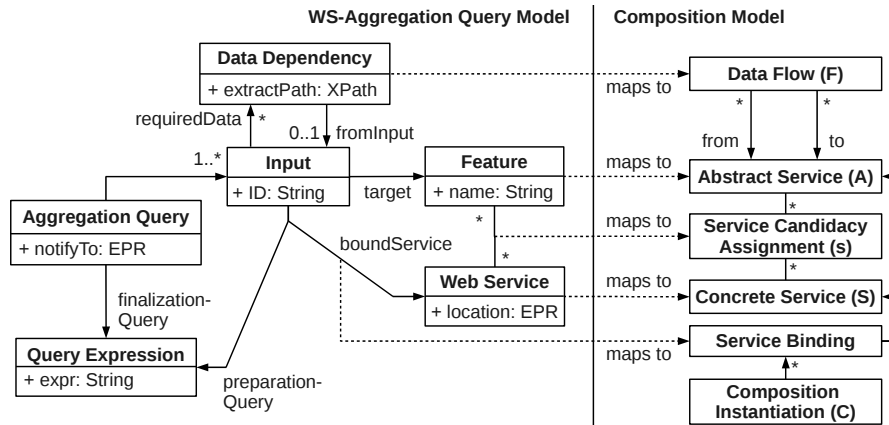 WS-Aggregation Query Model
Composition Model
Data Dependency
+ extractPath: XPath
maps to
Data Flow (F)
requiredData
*
0..1
fromInput
*
*
from
to
1..*
Input
+ ID: String
target
Feature
+ name: String
maps to
Abstract Service (A)
Aggregation Query
+ notifyTo: EPR
*
*
boundService
maps to
*
Service Candidacy
Assignment (s)
*
Web Service
+ location: EPR
maps to
Concrete Service (S)
finalization-
Query
Query Expression
+ expr: String
preparation-
Query
maps to
Service Binding
*
Composition
Instantiation (C)